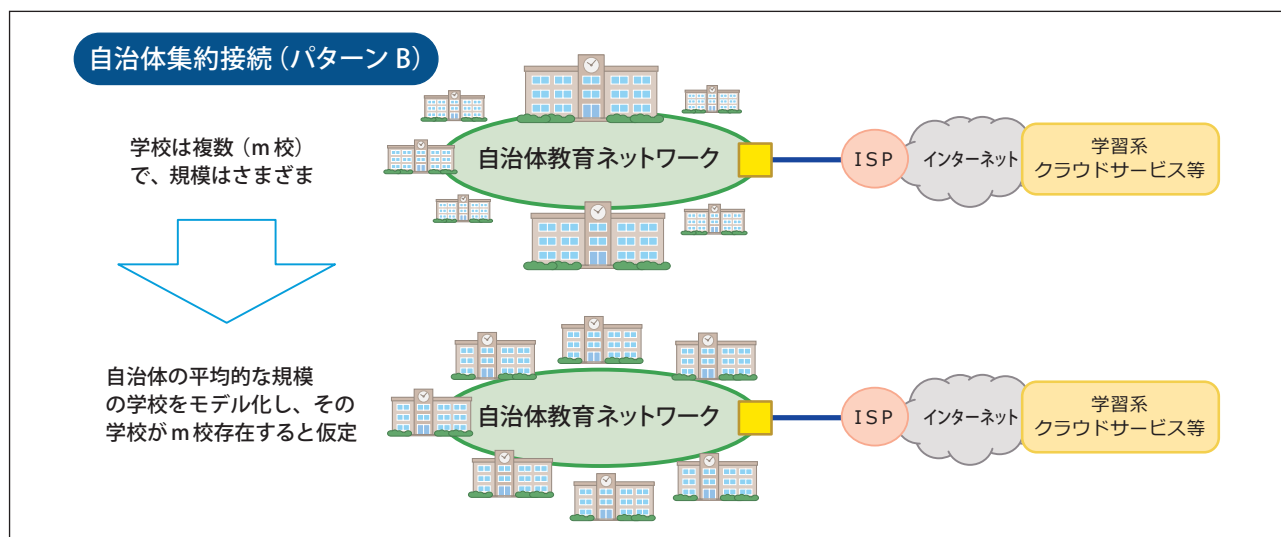 自治体集約接続（パターン B）
学校は複数（m 校）
で、規模はさまざま
自治体教育ネットワーク
ISP
インターネット
学習系
クラウドサービス等
自治体の平均的な規模
の学校をモデル化し、その
学校が m 校存在すると仮定
自治体教育ネットワーク
ISP
インターネット
学習系
クラウドサービス等